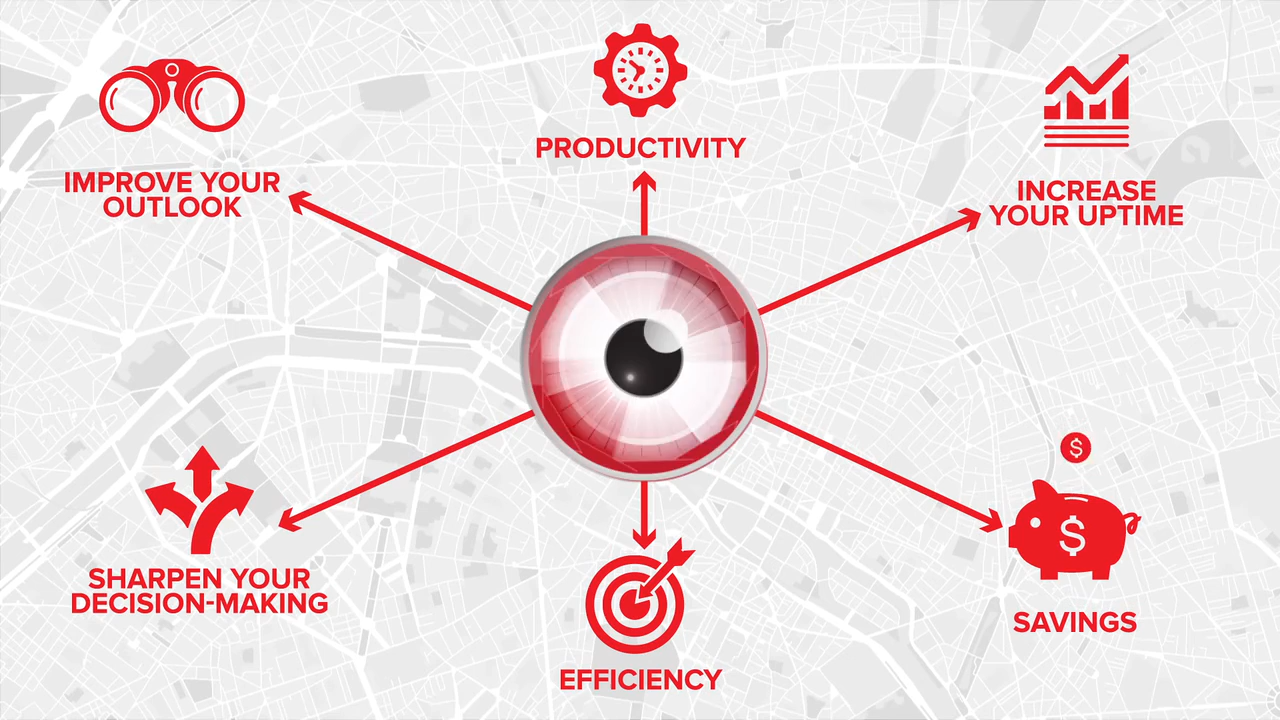 PRODUCTIVITY
IMPROVE YOUR
OUTLOOK
INCREASE
YOUR UPTIME
$
$
SHARPEN YOUR
DECISION-MAKING
SAVINGS
EFFICIENCY